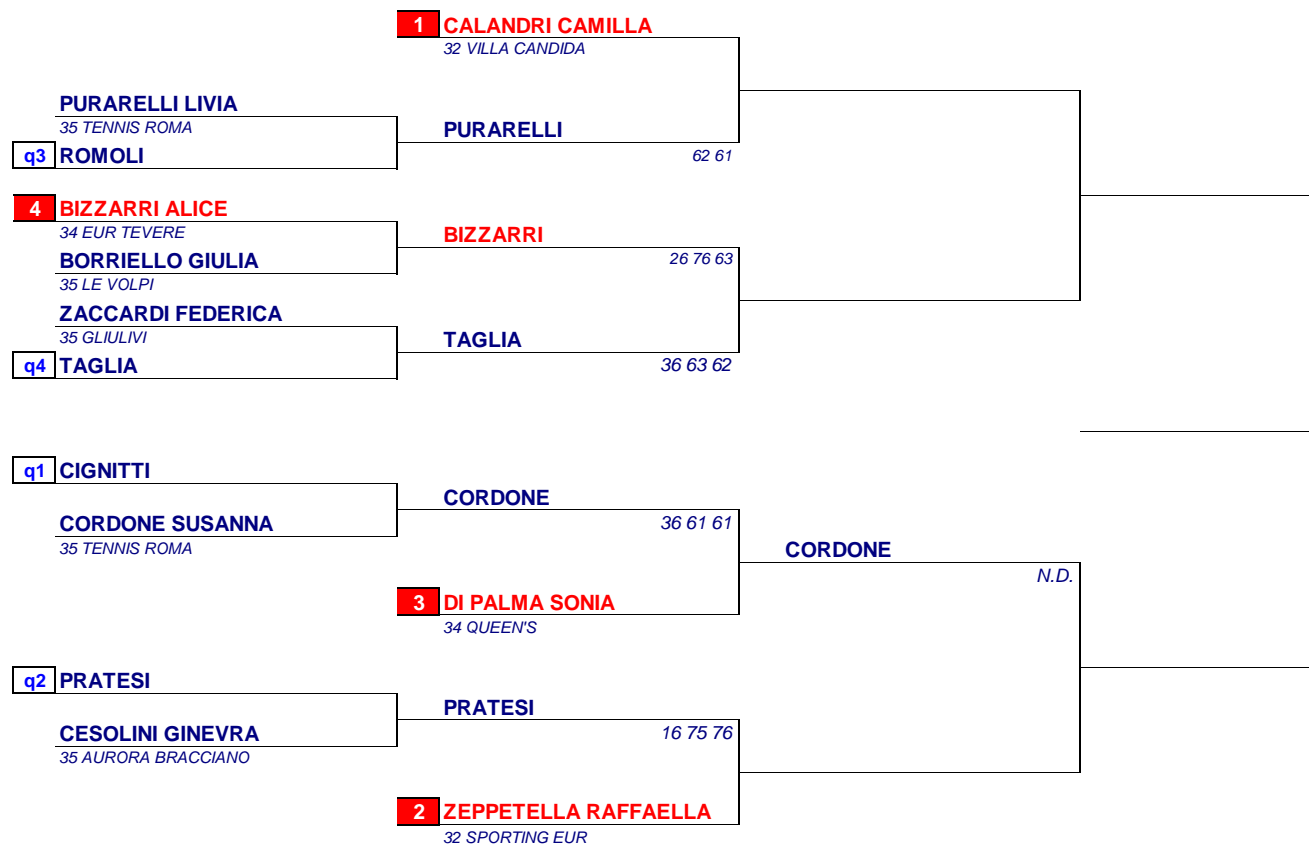 1 CALANDRI CAMILLA
32 VILLA CANDIDA
PURARELLI LIVIA
35 TENNIS ROMA
PURARELLI
q3 ROMOLI
62 61
4 BIZZARRI ALICE
34 EUR TEVERE
BIZZARRI
BORRIELLO GIULIA
26 76 63
35 LE VOLPI
ZACCARDI FEDERICA
35 GLIULIVI
TAGLIA
q4 TAGLIA
36 63 62
q1 CIGNITTI
CORDONE
CORDONE SUSANNA
36 61 61
35 TENNIS ROMA
CORDONE
N.D.
3 DI PALMA SONIA
34 QUEEN'S
q2 PRATESI
PRATESI
CESOLINI GINEVRA
16 75 76
35 AURORA BRACCIANO
2 ZEPPETELLA RAFFAELLA
32 SPORTING EUR